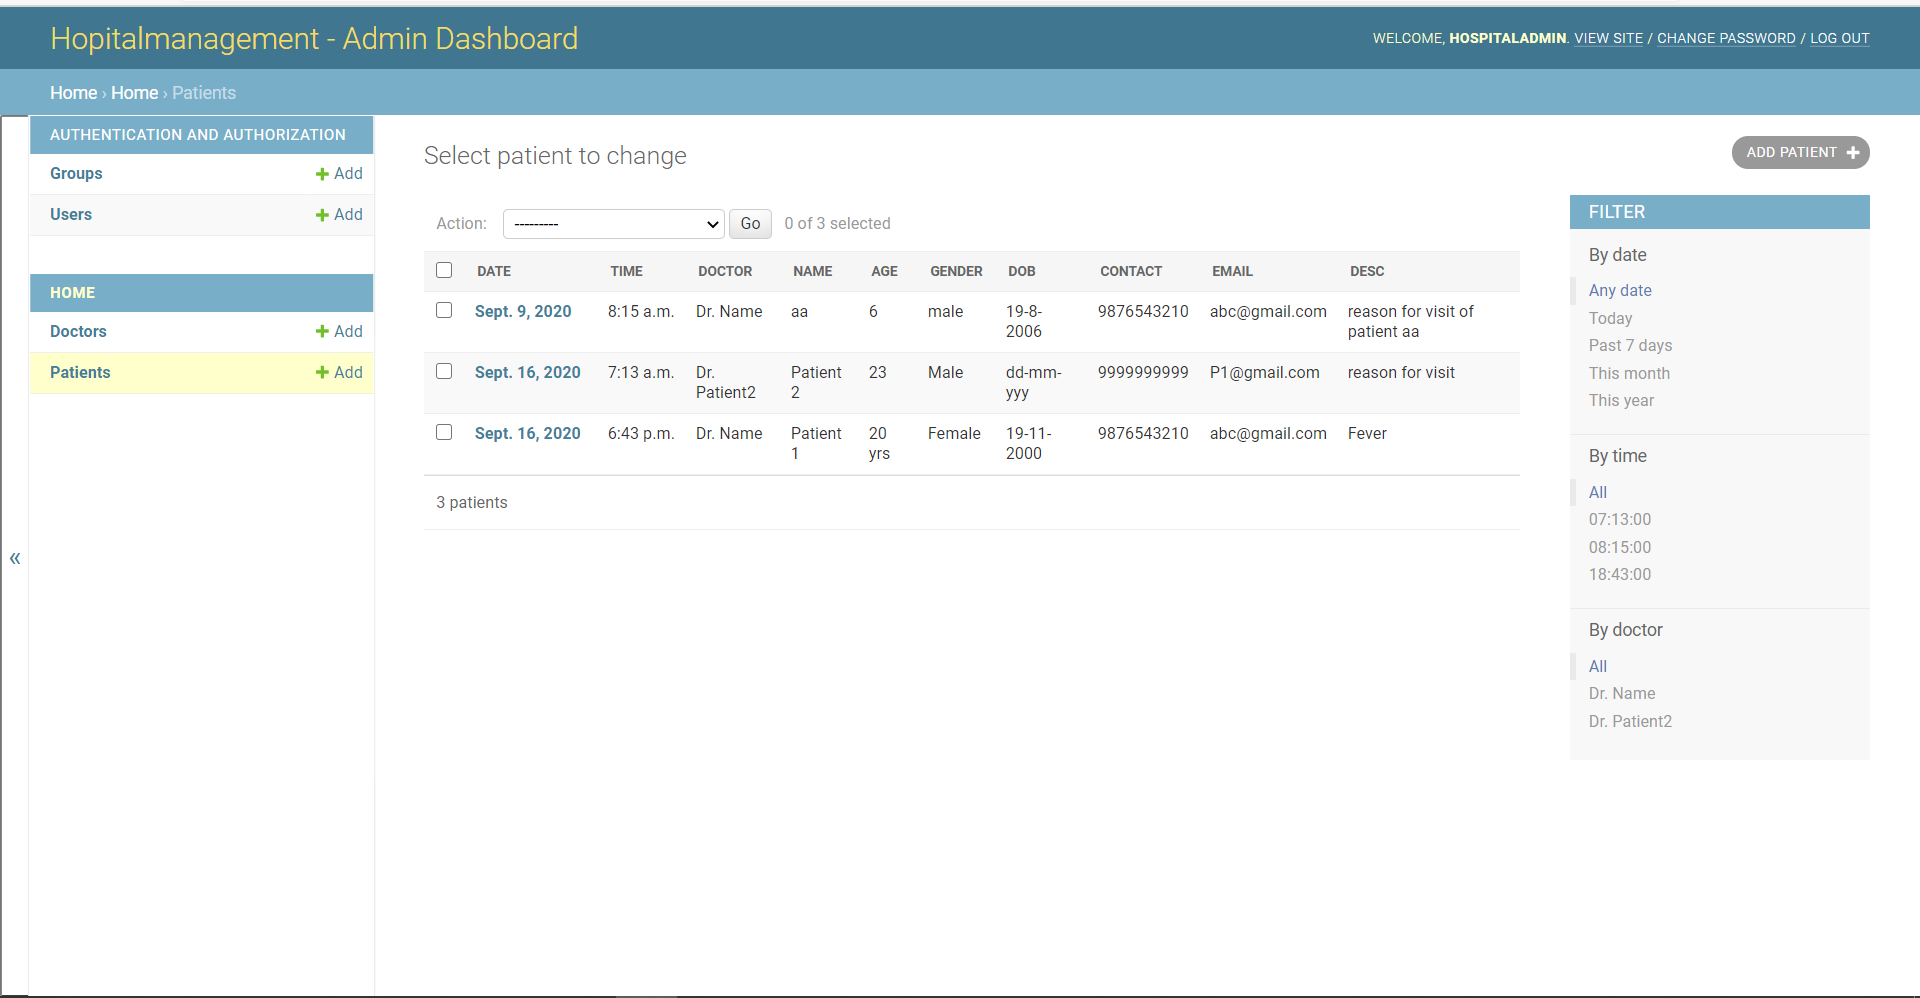 Hopitalmanagement - Admin Dashboard
WELCOME, HOSPITALADMIN. VIEW SITE / CHANGE PASSWORD / LOG OUT
Home › Home › Patients
AUTHENTICATION AND AUTHORIZATION
Groups + Add
Users + Add
HOME
Doctors + Add
Patients + Add
«
Select patient to change
ADD PATIENT +
Action: --------- Go 0 of 3 selected
DATE TIME DOCTOR NAME AGE GENDER DOB CONTACT EMAIL DESC
Sept. 9, 2020 8:15 a.m. Dr. Name aa 6 male 19-8- 9876543210 abc@gmail.com reason for visit of
2006 patient aa
Sept. 16, 2020 7:13 a.m. Dr. Patient 23 Male dd-mm- 9999999999 P1@gmail.com reason for visit
Patient2 2 yyy
Sept. 16, 2020 6:43 p.m. Dr. Name Patient 20 Female 19-11- 9876543210 abc@gmail.com Fever
1 yrs 2000
3 patients
FILTER
By date
Any date
Today
Past 7 days
This month
This year
By time
All
07:13:00
08:15:00
18:43:00
By doctor
All
Dr. Name
Dr. Patient2